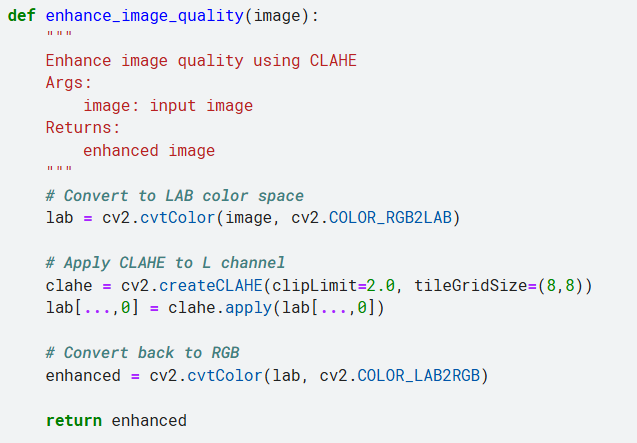 def enhance_image_quality(image):
    """
    Enhance image quality using CLAHE
    Args:
        image: input image
    Returns:
        enhanced image
    """
    # Convert to LAB color space
    lab = cv2.cvtColor(image, cv2.COLOR_RGB2LAB)

    # Apply CLAHE to L channel
    clahe = cv2.createCLAHE(clipLimit=2.0, tileGridSize=(8,8))
    lab[...,0] = clahe.apply(lab[...,0])

    # Convert back to RGB
    enhanced = cv2.cvtColor(lab, cv2.COLOR_LAB2RGB)

    return enhanced